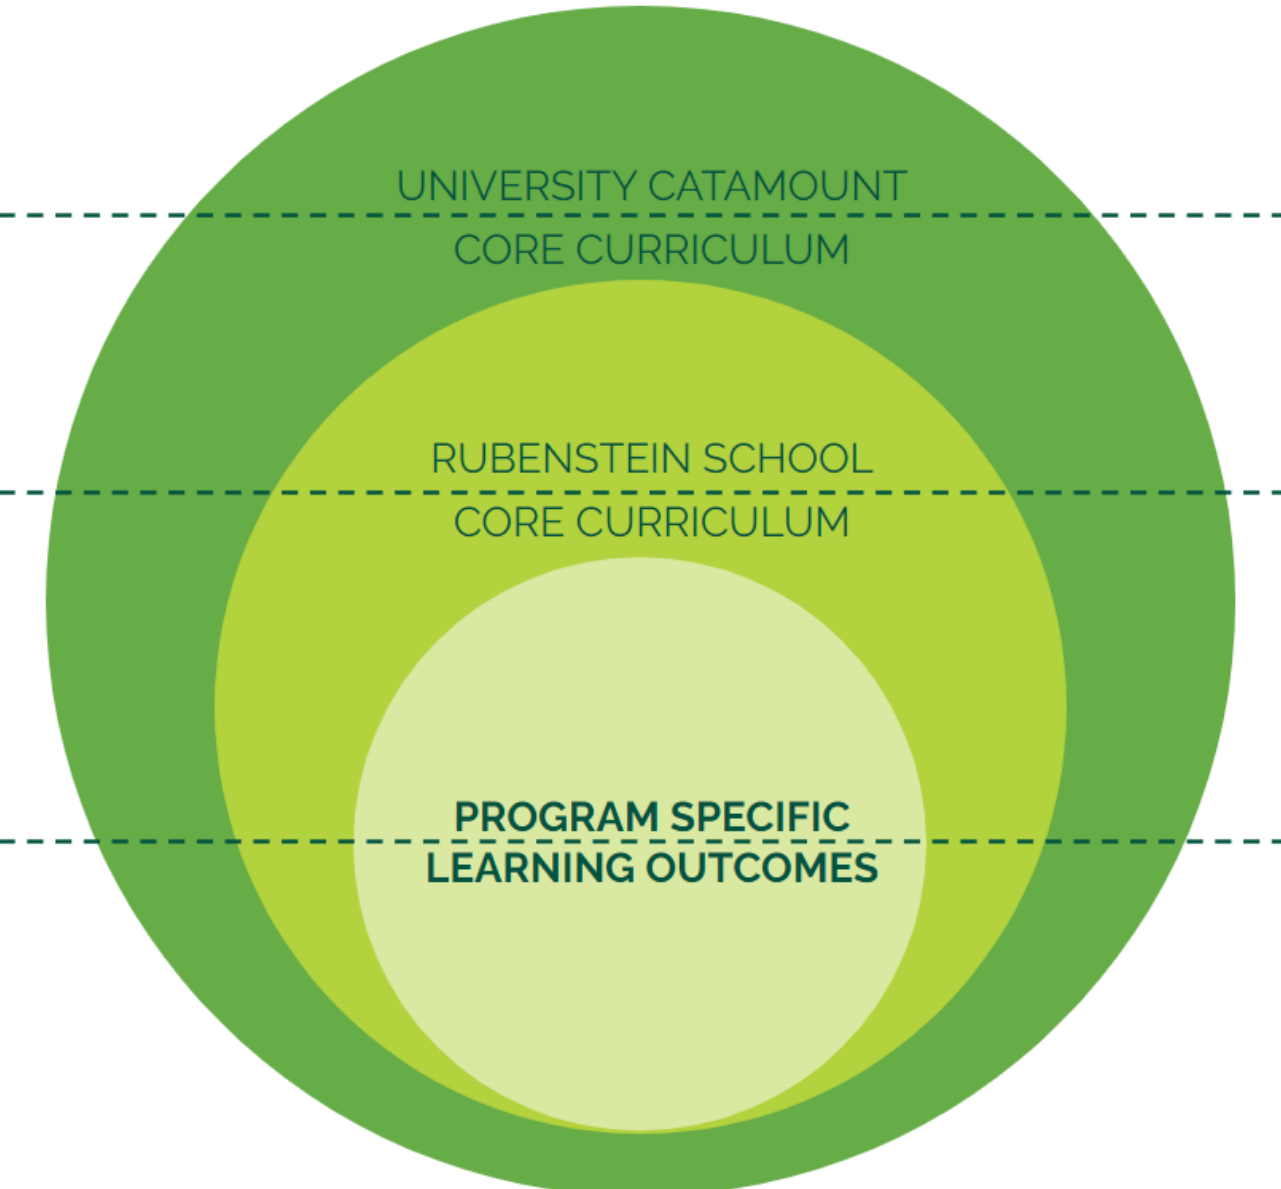 UNIVERSITY CATAMOUNT
CORE CURRICULUM
RUBENSTEIN SCHOOL
CORE CURRICULUM
PROGRAM SPECIFIC
LEARNING OUTCOMES